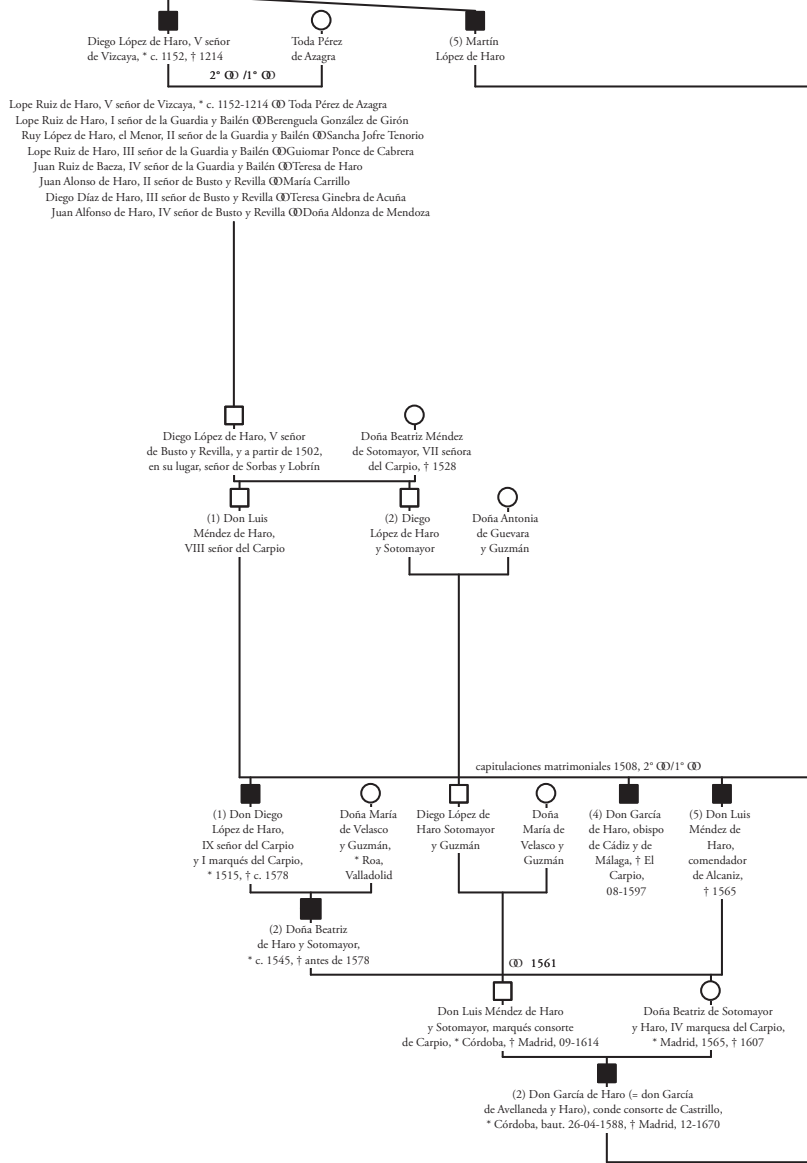 Diego López de Haro, V señor
de Vizcaya, * c. 1152, † 1214
Toda Pérez
de Azagra
(5) Martín
López de Haro
2° ꝎO /1° ꝎO
Lope Ruiz de Haro, V señor de Vizcaya, * c. 1152-1214 OO Toda Pérez de Azagra
Lope Ruiz de Haro, I señor de la Guardia y Bailén OOBerenguela González de Girón
Ruy López de Haro, el Menor, II señor de la Guardia y Bailén OOSancha Jofre Tenorio
Lope Ruiz de Haro, III señor de la Guardia y Bailén OOGuiomar Ponce de Cabrera
Juan Ruiz de Baeza, IV señor de la Guardia y Bailén OOTeresa de Haro
Juan Alonso de Haro, II señor de Busto y Revilla OOMaría Carrillo
Diego Díaz de Haro, III señor de Busto y Revilla OOTeresa Ginebra de Acuña
Juan Alfonso de Haro, IV señor de Busto y Revilla OODoña Aldonza de Mendoza
Diego López de Haro, V señor
de Busto y Revilla, y a partir de 1502,
en su lugar, señor de Sorbas y Lobrín
Doña Beatriz Méndez
de Sotomayor, VII señora
del Carpio, † 1528
(1) Don Luis
Méndez de Haro,
VIII señor del Carpio
(2) Diego
López de Haro
y Sotomayor
Doña Antonia
de Guevara
y Guzmán
capitulaciones matrimoniales 1508, 2° OO/1° OO
(1) Don Diego
López de Haro,
IX señor del Carpio
y I marqués del Carpio,
* 1515, † c. 1578
Doña María
de Velasco
y Guzmán,
* Roa,
Valladolid
Diego López de
Haro Sotomayor
y Guzmán
Doña
María de
Velasco y
Guzmán
(4) Don García
de Haro, obispo
de Cádiz y de
Málaga, † El
Carpio,
08-1597
(5) Don Luis
Méndez de
Haro,
comendador
de Alcaniz,
† 1565
(2) Doña Beatriz
de Haro y Sotomayor,
* c. 1545, † antes de 1578
OO 1561
Don Luis Méndez de Haro
y Sotomayor, marqués consorte
de Carpio, * Córdoba, † Madrid, 09-1614
Doña Beatriz de Sotomayor
y Haro, IV marquesa del Carpio,
* Madrid, 1565, † 1607
(2) Don García de Haro (= don García
de Avellaneda y Haro), conde consorte de Castrillo,
* Córdoba, baut. 26-04-1588, † Madrid, 12-1670